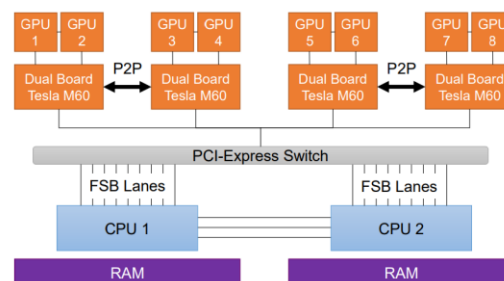 GPU 1
GPU 2
GPU 3
GPU 4
GPU 5
GPU 6
GPU 7
GPU 8
P2P
P2P
Dual Board
Tesla M60
Dual Board
Tesla M60
Dual Board
Tesla M60
Dual Board
Tesla M60
PCI-Express Switch
FSB Lanes
FSB Lanes
CPU 1
CPU 2
RAM
RAM